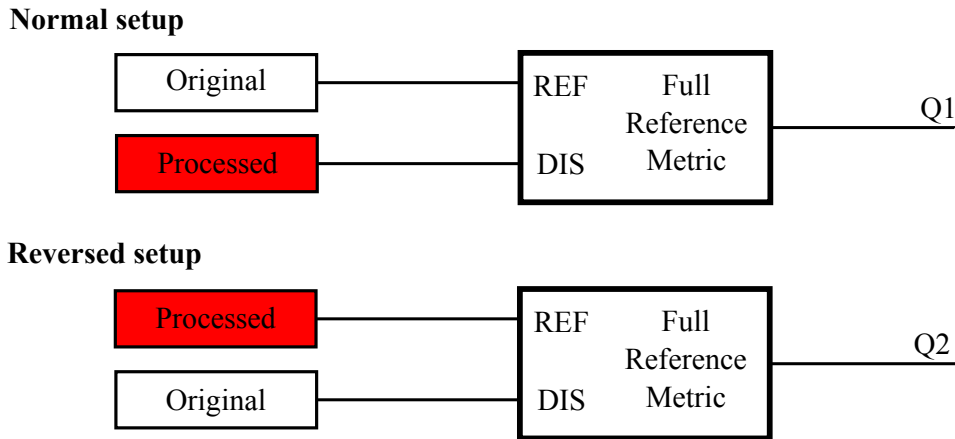 Normal setup
Original
REF
Full
Reference
Metric
Q1
Processed
DIS
Reversed setup
Processed
REF
Full
Reference
Metric
Q2
Original
DIS